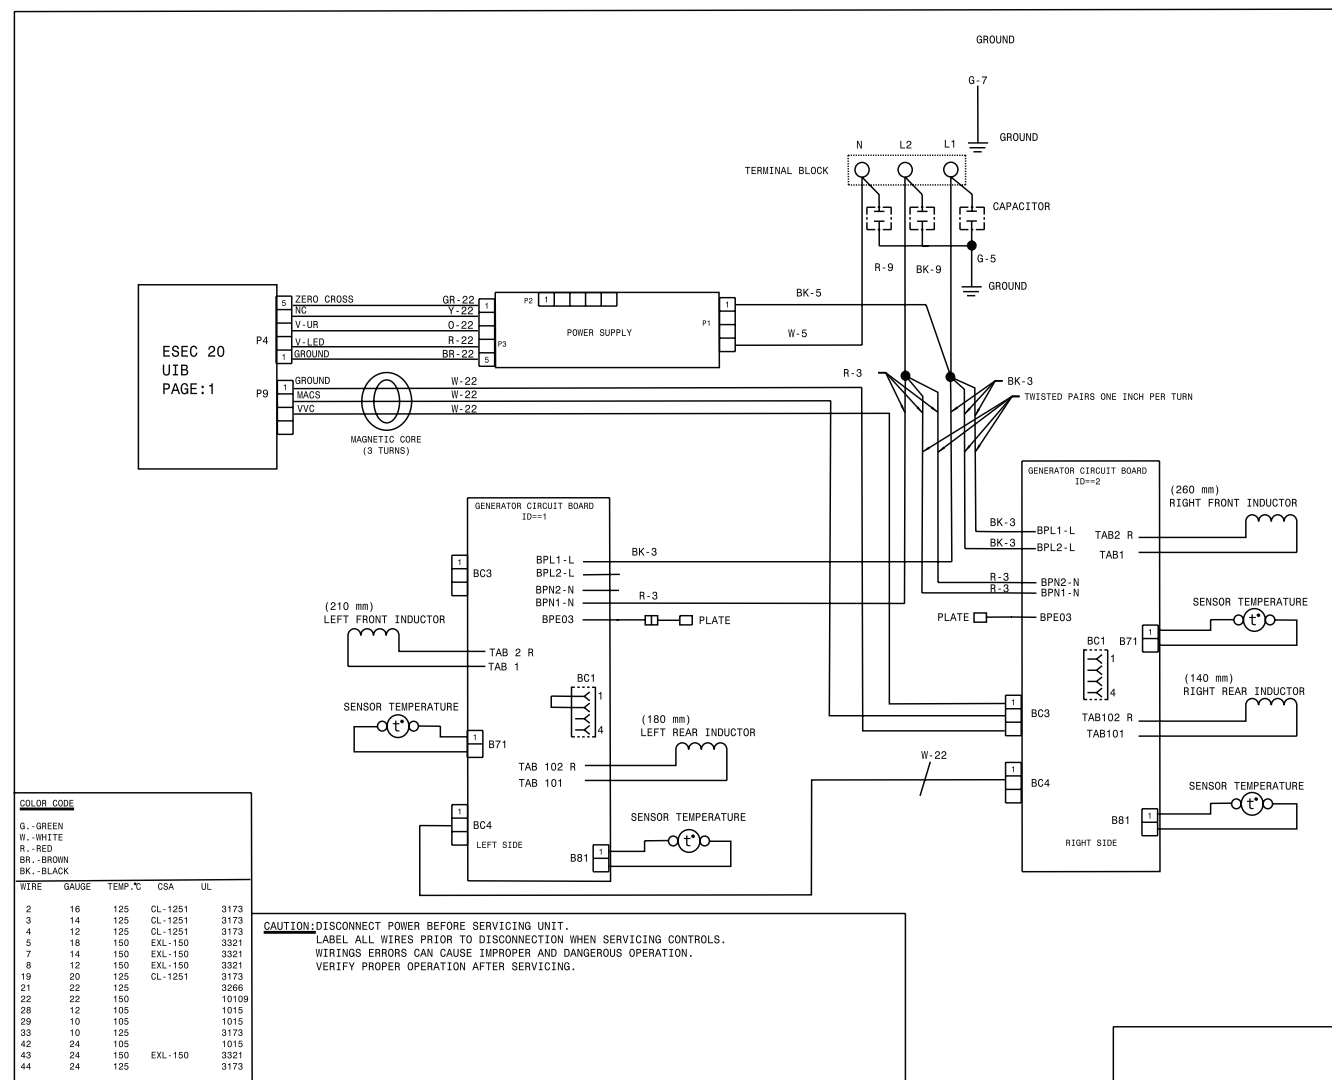 GROUND
G-7
GROUND
N L2 L1
TERMINAL BLOCK
CAPACITOR
R-9 BK-9 G-5
GROUND
ESEC 20
UIB
PAGE:1
P4
5 ZERO CROSS GR-22 1
NC Y-22
V-UR O-22
V-LED R-22
1 GROUND BR-22 5
P3
P2 1
POWER SUPPLY
P1
1 BK-5
W-5
P9
1 GROUND W-22
MACS W-22
VVC W-22
MAGNETIC CORE
(3 TURNS)
R-3
BK-3
TWISTED PAIRS ONE INCH PER TURN
GENERATOR CIRCUIT BOARD
ID==1
1
BC3
BPL1-L BK-3
BPL2-L
BPN2-N
BPN1-N R-3
BPE03 PLATE
(210 mm)
LEFT FRONT INDUCTOR
TAB 2 R
TAB 1
BC1
1
4
SENSOR TEMPERATURE
t°
1
B71
(180 mm)
LEFT REAR INDUCTOR
TAB 102 R
TAB 101
1
BC4
LEFT SIDE
SENSOR TEMPERATURE
t°
B81 1
GENERATOR CIRCUIT BOARD
ID==2
(260 mm)
RIGHT FRONT INDUCTOR
BK-3 BPL1-L
BK-3 BPL2-L
TAB2 R
TAB1
R-3 BPN2-N
R-3 BPN1-N
PLATE BPE03
SENSOR TEMPERATURE
t°
B71 1
BC1
1
4
(140 mm)
RIGHT REAR INDUCTOR
1
BC3
TAB102 R
TAB101
W-22
1
BC4
SENSOR TEMPERATURE
t°
B81 1
RIGHT SIDE
COLOR CODE
G.-GREEN
W.-WHITE
R.-RED
BR.-BROWN
BK.-BLACK
WIRE GAUGE TEMP.°C CSA UL
2 16 125 CL-1251 3173
3 14 125 CL-1251 3173
4 12 125 CL-1251 3173
5 18 150 EXL-150 3321
7 14 150 EXL-150 3321
8 12 150 EXL-150 3321
19 20 125 CL-1251 3173
21 22 125 3266
22 22 150 10109
28 12 105 1015
29 10 105 1015
33 10 125 3173
42 24 105 1015
43 24 150 EXL-150 3321
44 24 125 3173
CAUTION:DISCONNECT POWER BEFORE SERVICING UNIT.
LABEL ALL WIRES PRIOR TO DISCONNECTION WHEN SERVICING CONTROLS.
WIRINGS ERRORS CAN CAUSE IMPROPER AND DANGEROUS OPERATION.
VERIFY PROPER OPERATION AFTER SERVICING.